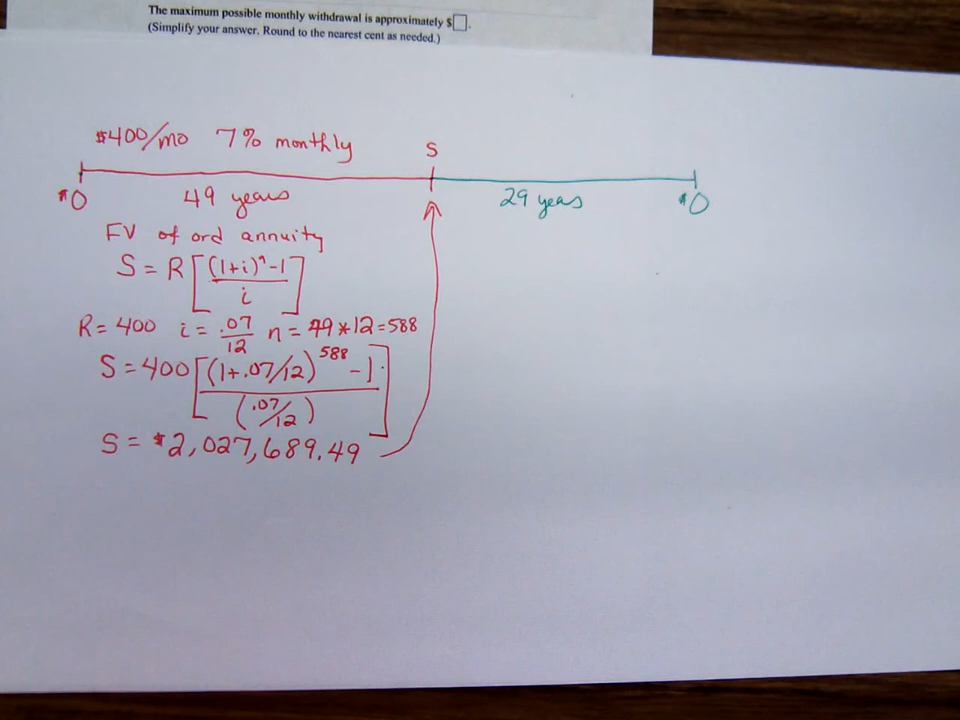 The maximum possible monthly withdrawal is approximately $☐.
(Simplify your answer. Round to the nearest cent as needed.)
$400/mo 7% monthly
S
$0 49 years 29 years $0
FV of ord annuity
S = R[((1+i)^n - 1)/i]
R = 400 i = .07/12 n = 49*12 = 588
S = 400[((1+.07/12)^588 - 1)/(.07/12)]
S = $2,027,689.49